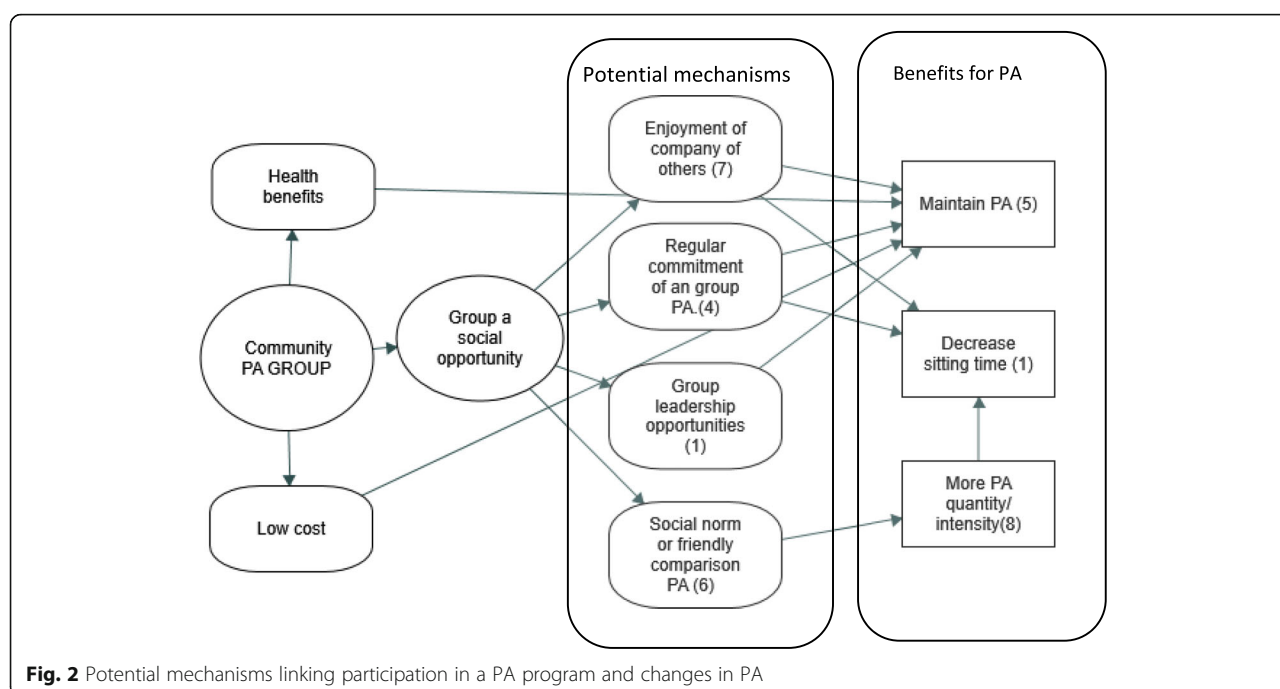 Potential mechanisms
Benefits for PA
Enjoyment of
company of
others (7)
Health
benefits
Maintain PA (5)
Regular
commitment
of an group
PA.(4)
Group a
social
opportunity
Community
PA GROUP
Decrease
sitting time (1)
Group
leadership
opportunities
(1)
More PA
quantity/
intensity(8)
Low cost
Social norm
or friendly
comparison
PA (6)
Fig. 2 Potential mechanisms linking participation in a PA program and changes in PA